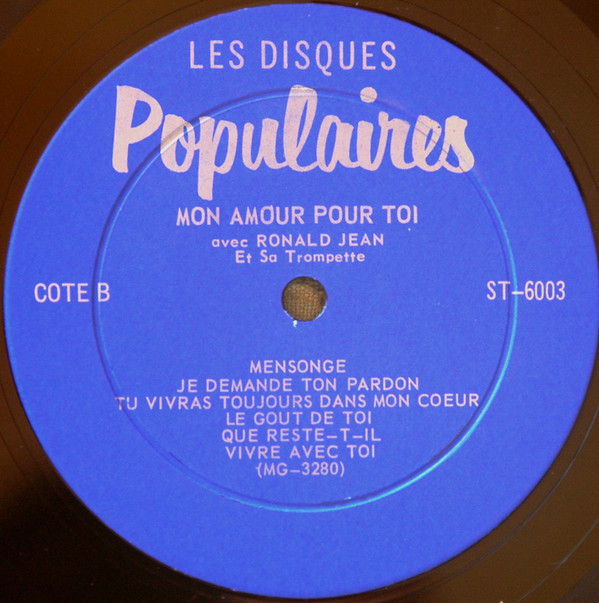 LES DISQUES
Populaires
MON AMOUR POUR TOI
avec RONALD JEAN
Et Sa Trompette
COTE B
ST-6003
MENSONGE
JE DEMANDE TON PARDON
TU VIVRAS TOUJOURS DANS MON COEUR
LE GOUT DE TOI
QUE RESTE-T-IL
VIVRE AVEC TOI
(MG-3280)